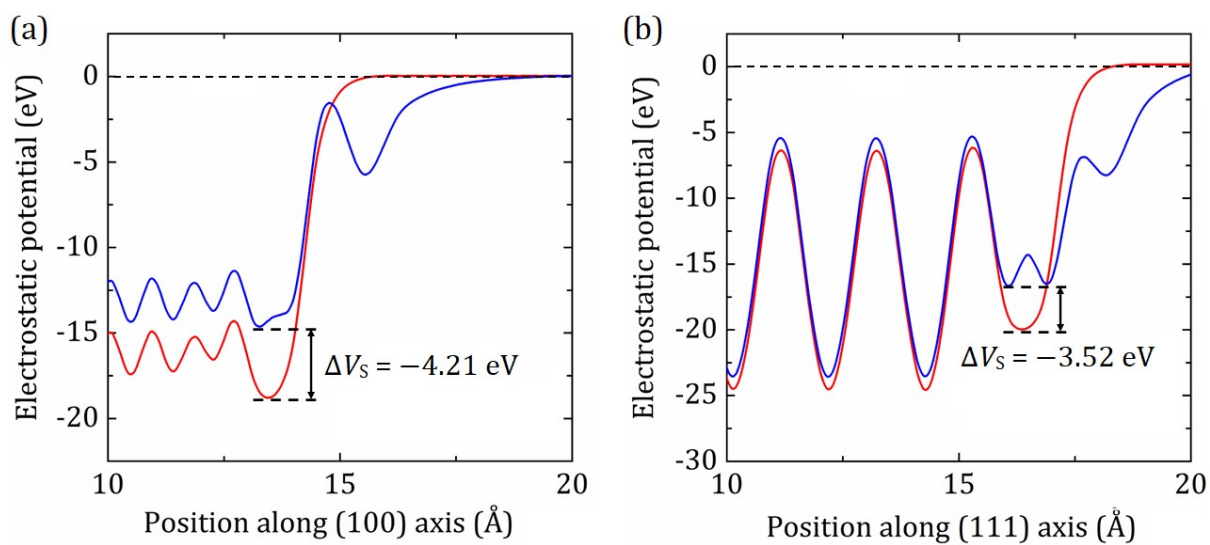 (a)
Electrostatic potential (eV)
0
-5
-10
-15
-20
ΔVS = −4.21 eV
10
15
20
Position along (100) axis (Å)
(b)
Electrostatic potential (eV)
0
-5
-10
-15
-20
-25
-30
ΔVS = −3.52 eV
10
15
20
Position along (111) axis (Å)